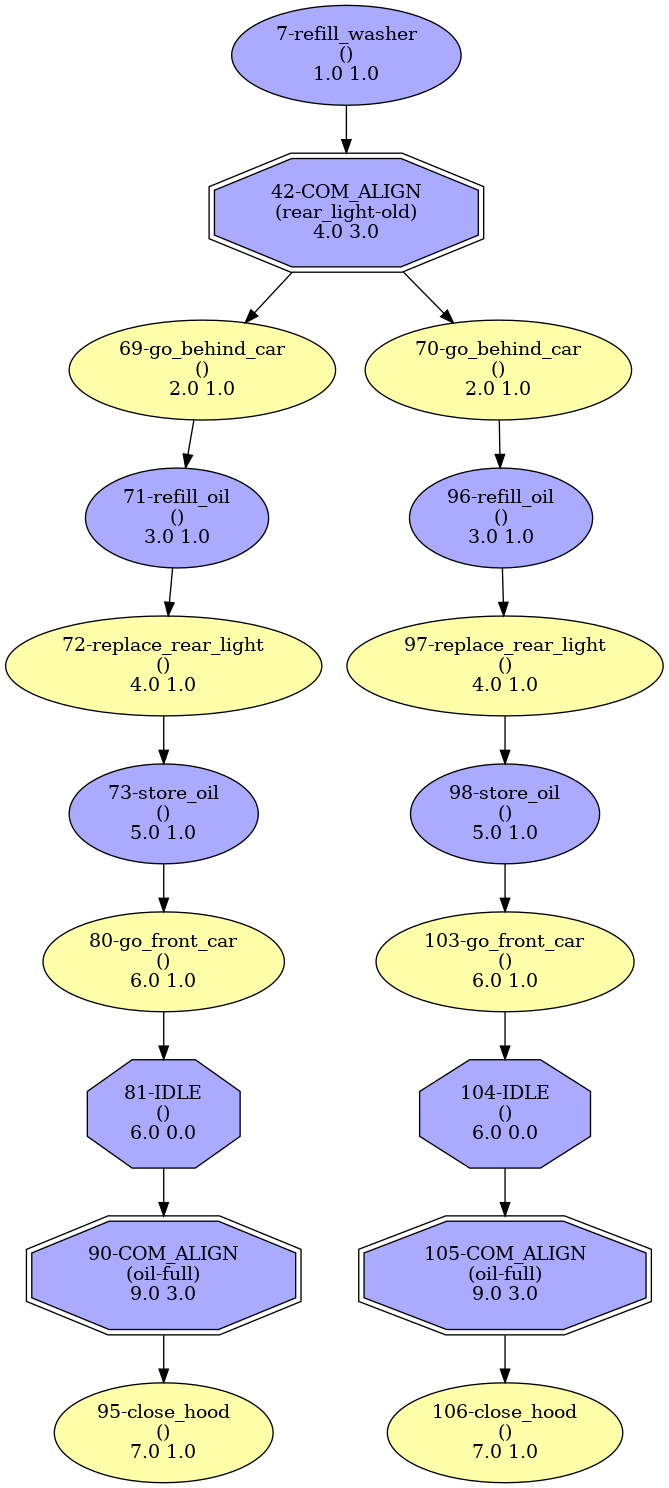 7-refill_washer
()
1.0 1.0
42-COM_ALIGN
(rear_light-old)
4.0 3.0
69-go_behind_car
()
2.0 1.0
70-go_behind_car
()
2.0 1.0
71-refill_oil
()
3.0 1.0
96-refill_oil
()
3.0 1.0
72-replace_rear_light
()
4.0 1.0
97-replace_rear_light
()
4.0 1.0
73-store_oil
()
5.0 1.0
98-store_oil
()
5.0 1.0
80-go_front_car
()
6.0 1.0
103-go_front_car
()
6.0 1.0
81-IDLE
()
6.0 0.0
104-IDLE
()
6.0 0.0
90-COM_ALIGN
(oil-full)
9.0 3.0
105-COM_ALIGN
(oil-full)
9.0 3.0
95-close_hood
()
7.0 1.0
106-close_hood
()
7.0 1.0